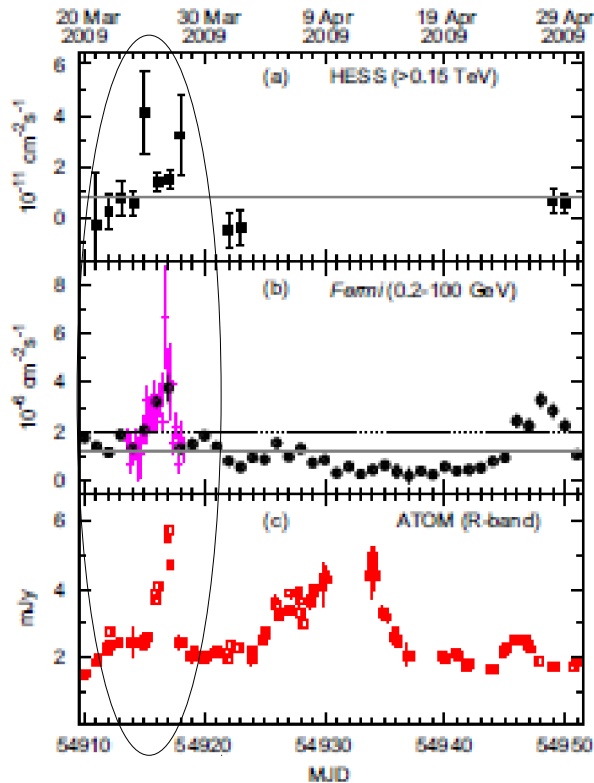 20 Mar 30 Mar 9 Apr 19 Apr 29 Apr
2009 2009 2009 2009 2009
6
(a) HESS (>0.15 TeV)
4
2
0
10⁻¹¹ cm⁻²s⁻¹
8
(b) Fermi (0.2-100 GeV)
6
4
2
0
10⁻⁶ cm⁻²s⁻¹
6
(c) ATOM (R-band)
4
2
mJy
54910 54920 54930 54940 54950
MJD